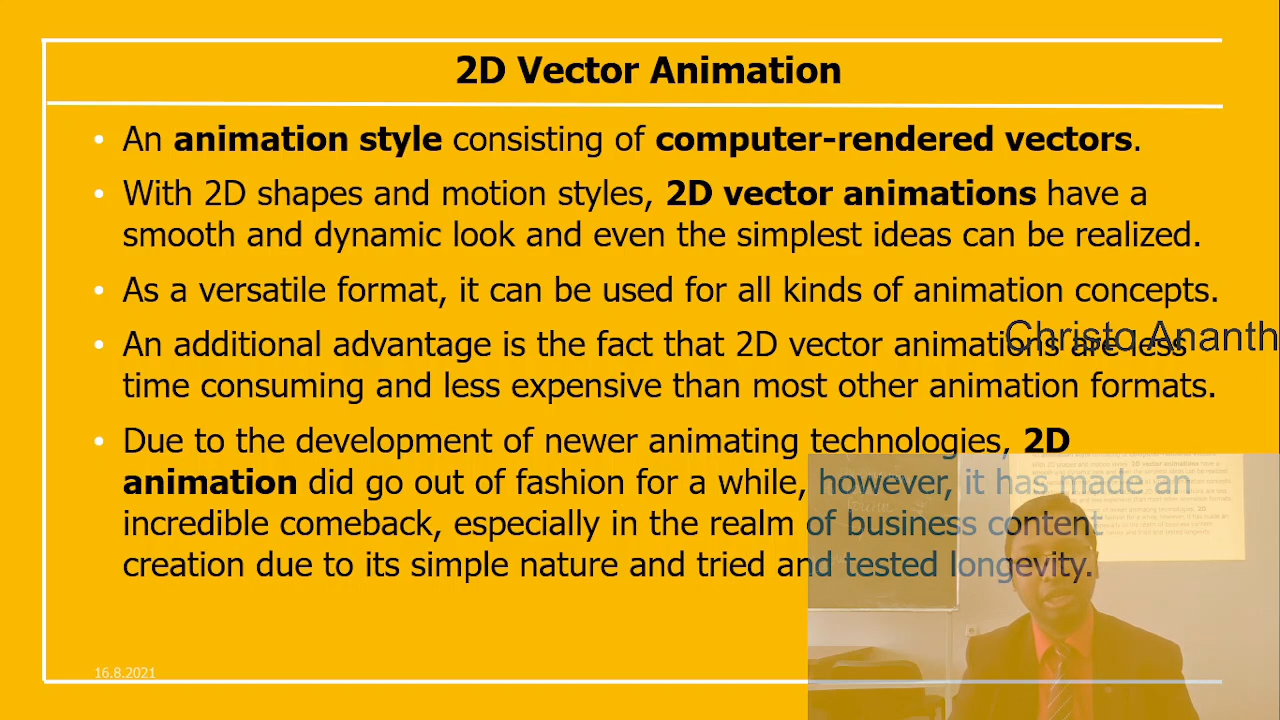 2D Vector Animation
• An animation style consisting of computer-rendered vectors.
• With 2D shapes and motion styles, 2D vector animations have a
smooth and dynamic look and even the simplest ideas can be realized.
• As a versatile format, it can be used for all kinds of animation concepts.
Christo Ananth
• An additional advantage is the fact that 2D vector animations are less
time consuming and less expensive than most other animation formats.
• Due to the development of newer animating technologies, 2D
animation did go out of fashion for a while, however, it has made an
incredible comeback, especially in the realm of business content
creation due to its simple nature and tried and tested longevity.
16.8.2021